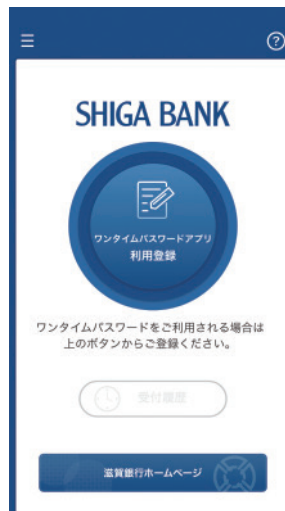 SHIGA BANK
ワンタイムパスワードアプリ
利用登録
ワンタイムパスワードをご利用される場合は
上のボタンからご登録ください。
受付履歴
滋賀銀行ホームページ